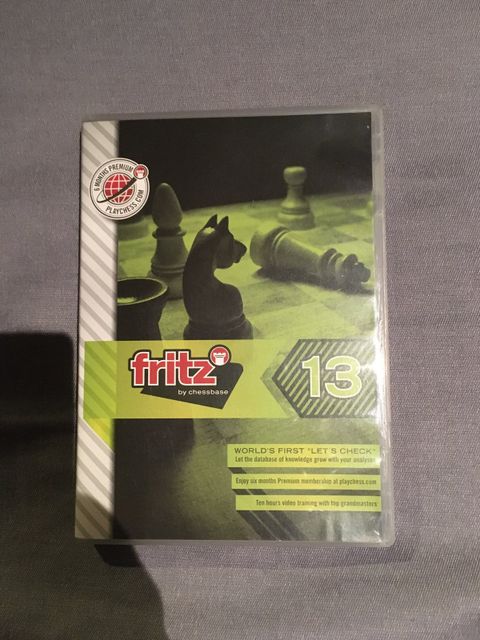 6 MONTHS PREMIUM
PLAYCHESS.COM
fritz
by chessbase
13
WORLD'S FIRST "LET'S CHECK"
Let the database of knowledge grow with your analyses
Enjoy six months Premium membership at playchess.com
Ten hours video training with top grandmasters